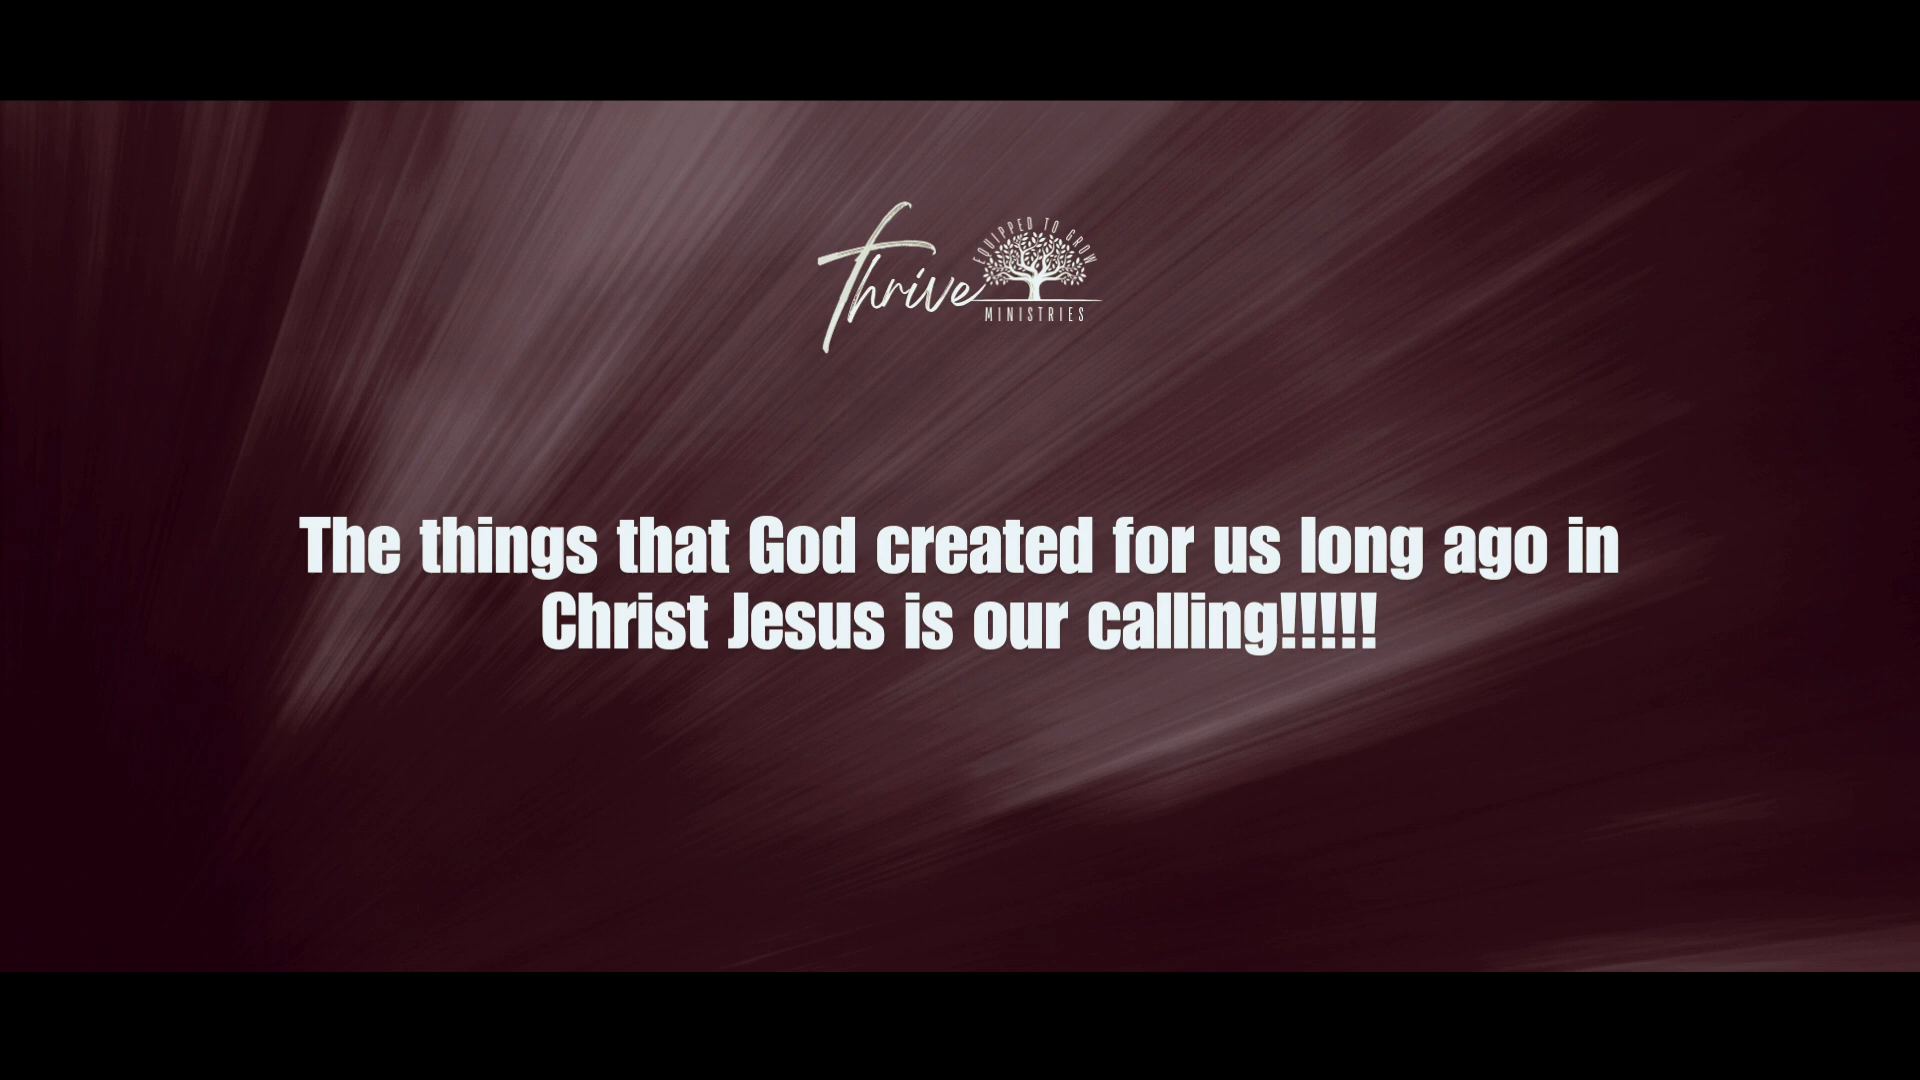 Thrive
EQUIPPED TO GROW
MINISTRIES
The things that God created for us long ago in
Christ Jesus is our calling!!!!!